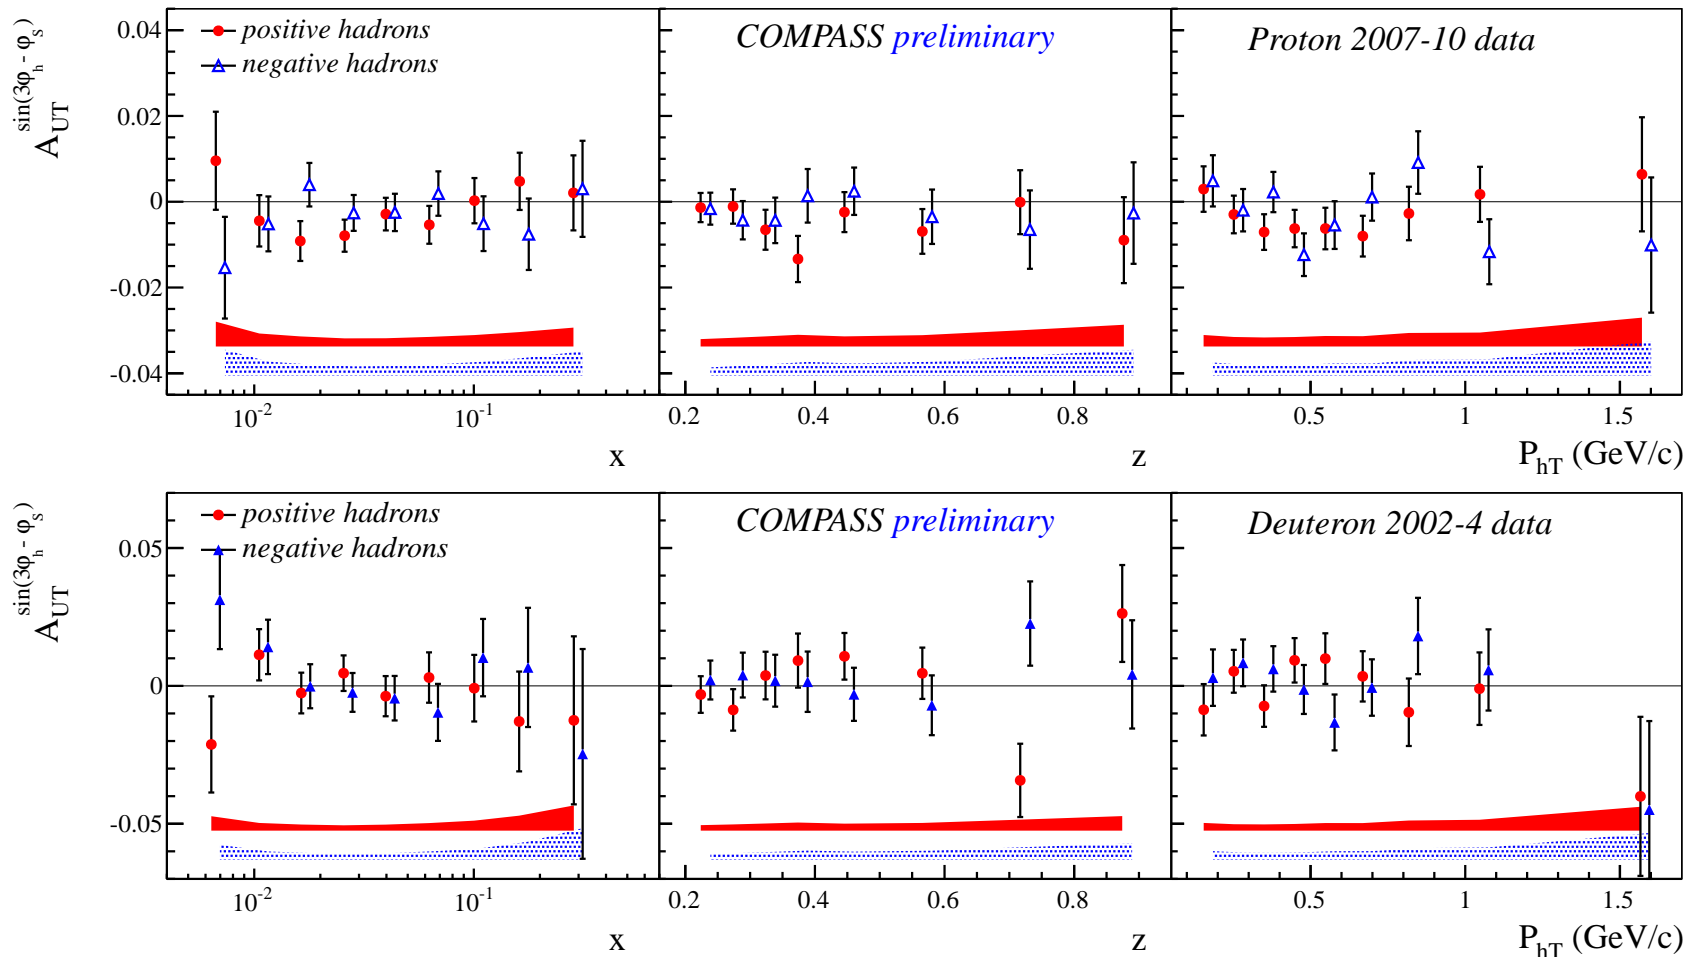 positive hadrons
negative hadrons
COMPASS preliminary
Proton 2007-10 data
A_UT^sin(3φ_h - φ_S)
0.04
0.02
0
-0.02
-0.04
10^-2 10^-1
0.2 0.4 0.6 0.8
0.5 1 1.5
x
z
P_hT (GeV/c)
positive hadrons
negative hadrons
COMPASS preliminary
Deuteron 2002-4 data
A_UT^sin(3φ_h - φ_S)
0.05
0
-0.05
10^-2 10^-1
0.2 0.4 0.6 0.8
0.5 1 1.5
x
z
P_hT (GeV/c)